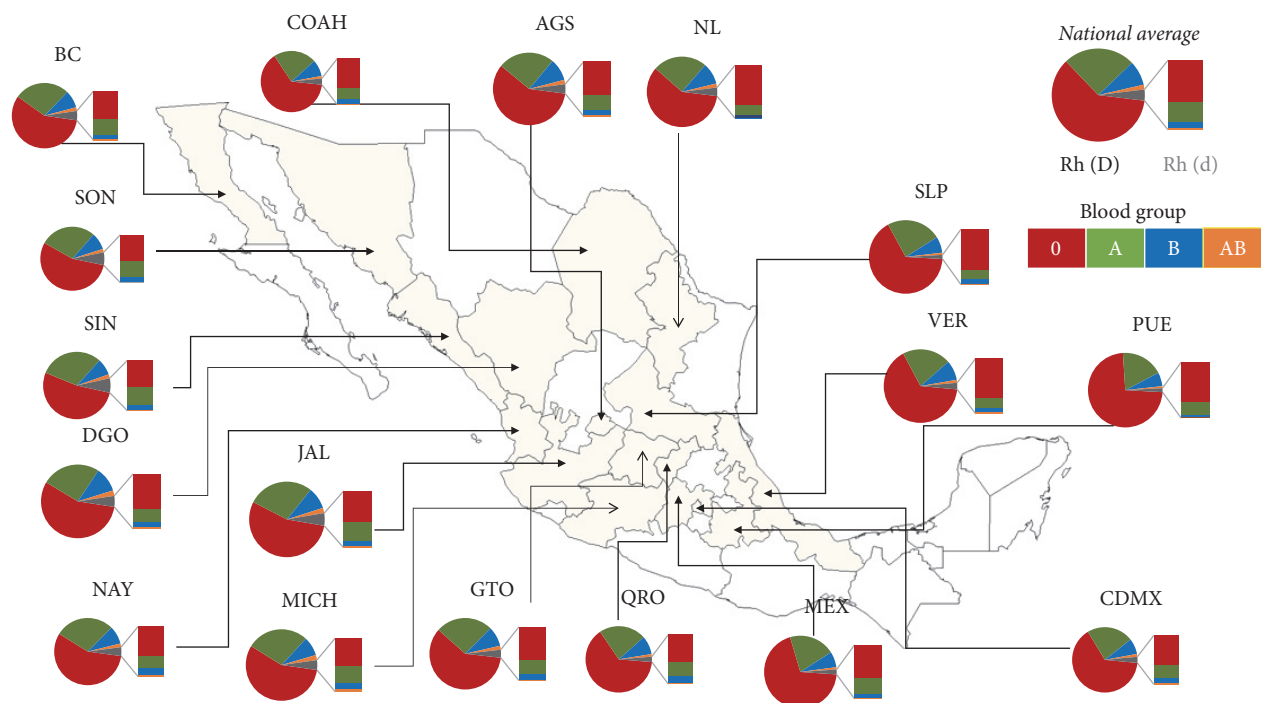 COAH
AGS
NL
National average
BC
Rh (D)
Rh (d)
SON
SLP
Blood group
0
A
B
AB
SIN
VER
PUE
DGO
JAL
NAY
MICH
GTO
QRO
MEX
CDMX